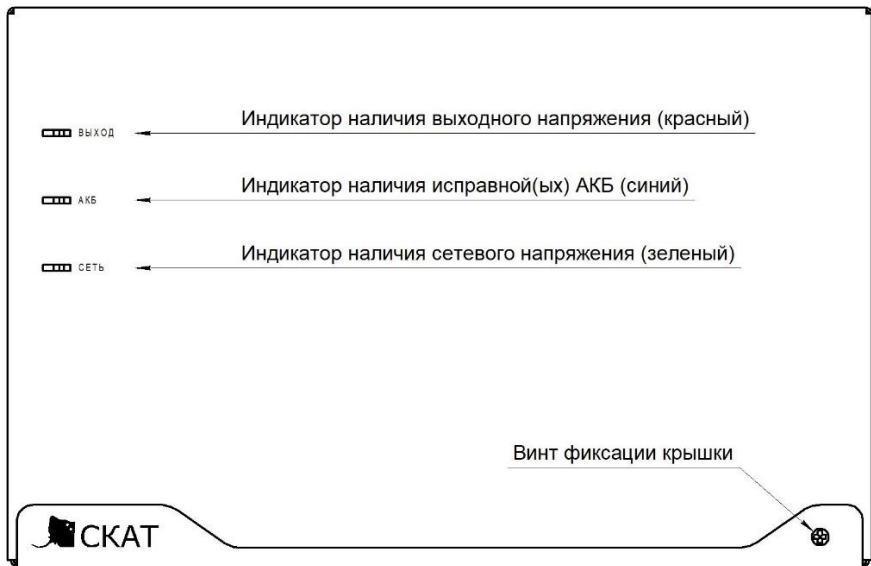 ВЫХОД
Индикатор наличия выходного напряжения (красный)
АКБ
Индикатор наличия исправной(ых) АКБ (синий)
СЕТЬ
Индикатор наличия сетевого напряжения (зеленый)
Винт фиксации крышки
СКАТ